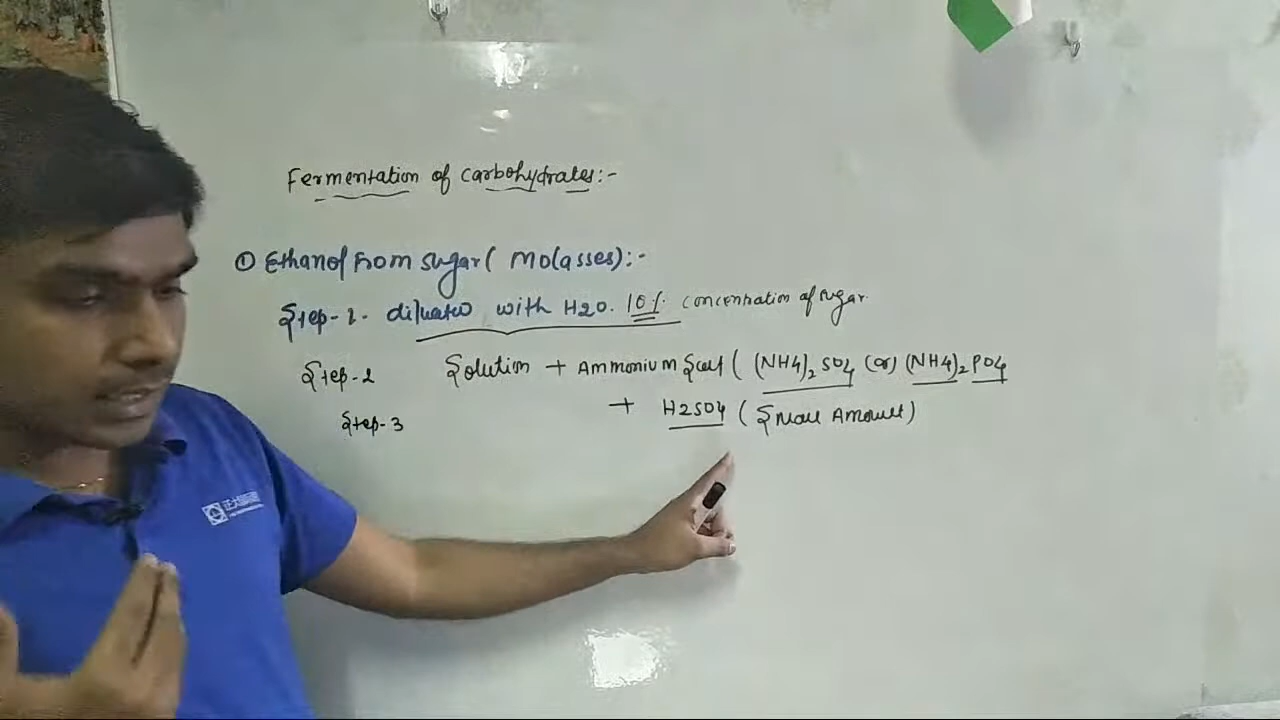 Fermentation of carbohydrates:-
① Ethanol From sugar( Molasses):-
Step-1. diluated with H2O. 10%. concentration of sugar.
Step-2 Solution + Ammonium Salt ( (NH4)2 SO4 (or) (NH4)2 PO4
+ H2SO4 ( Small Amount)
Step-3